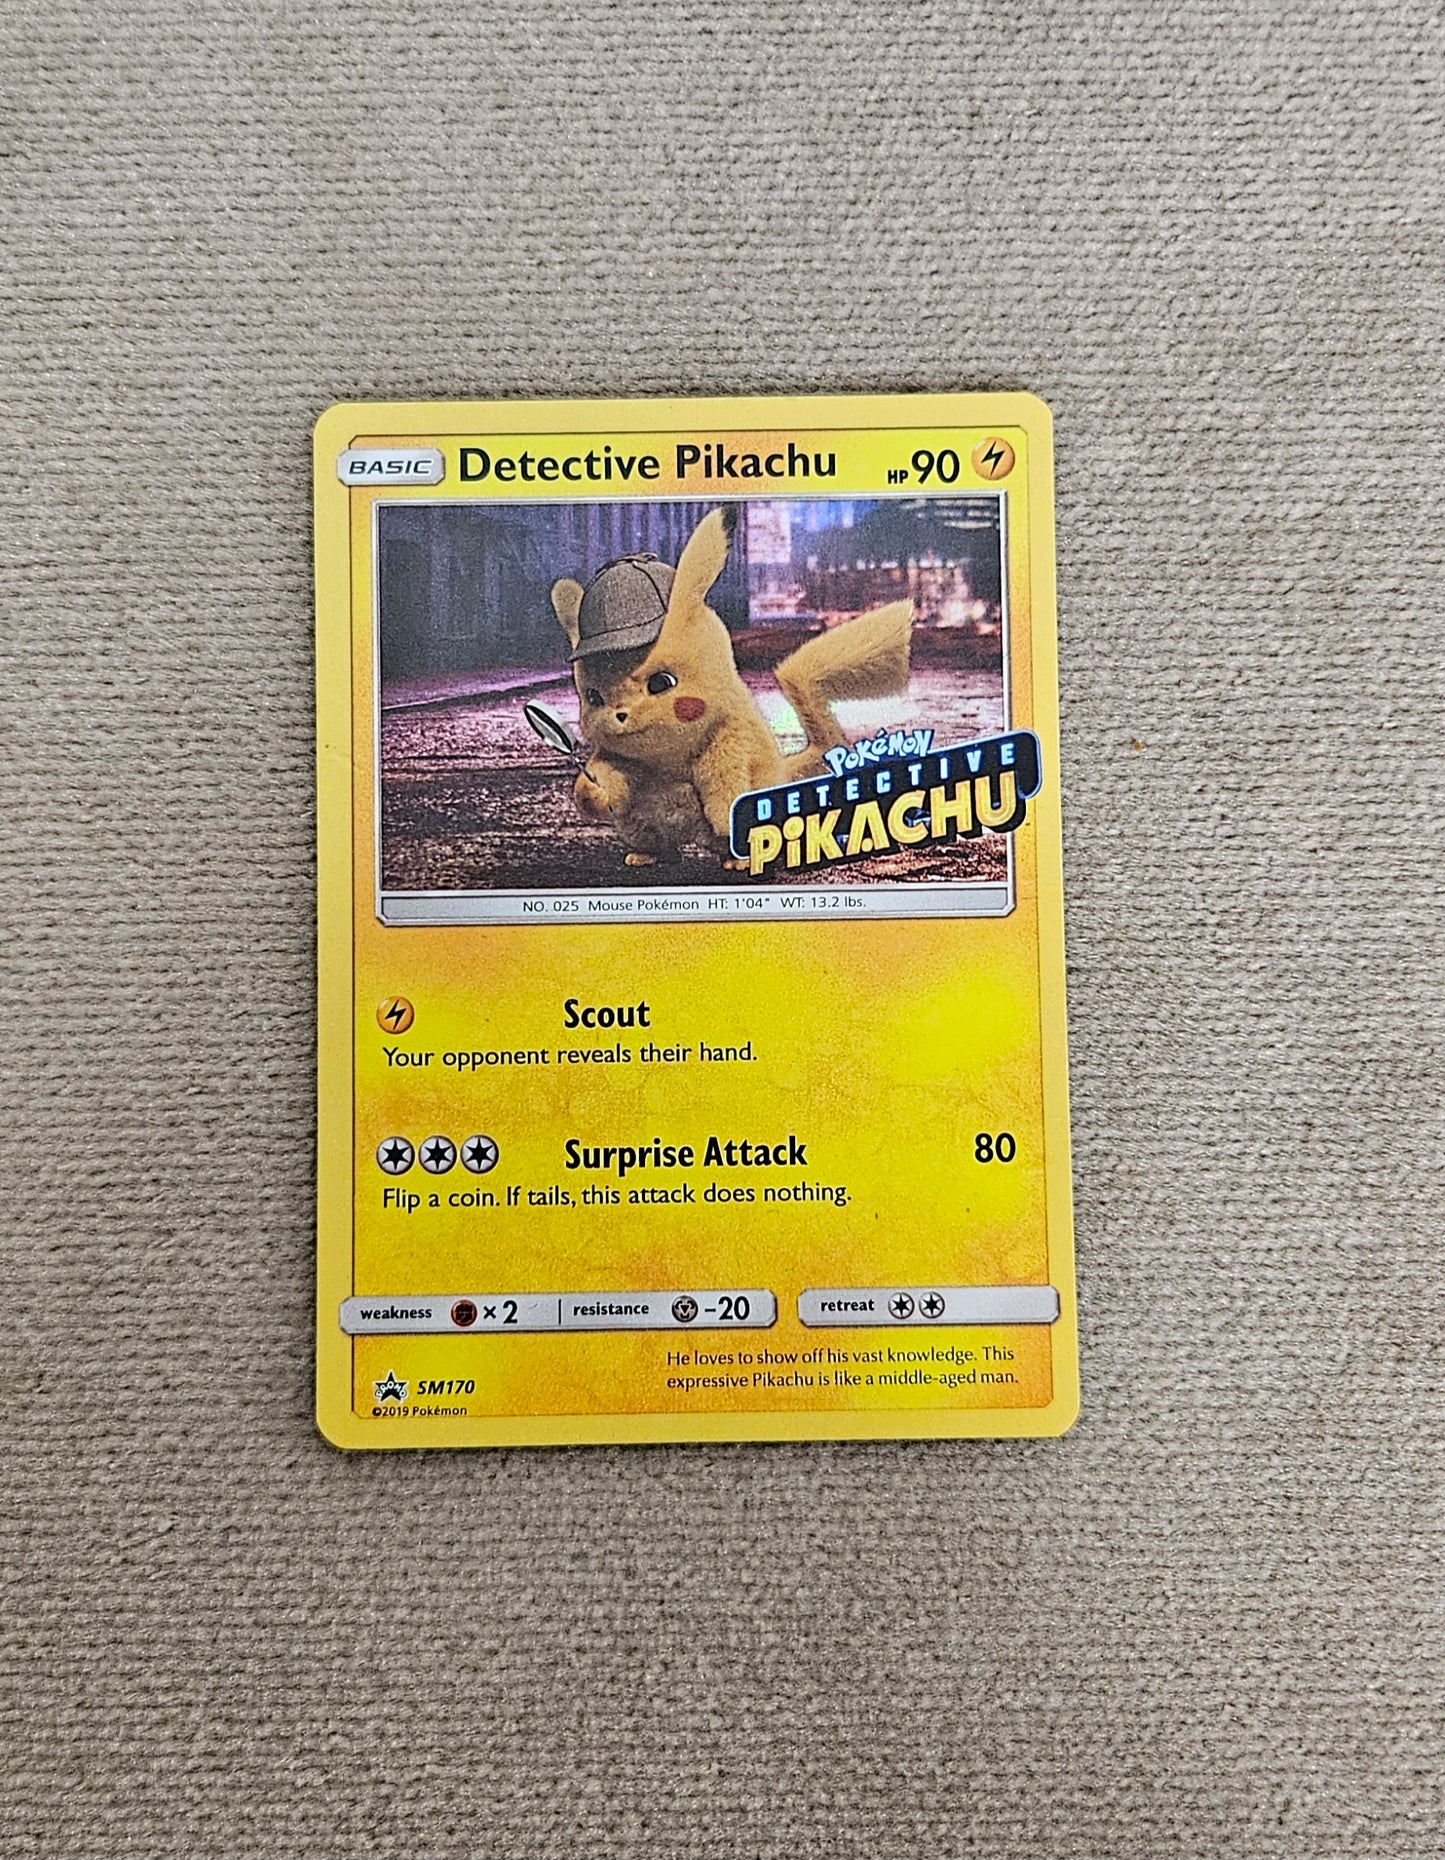 BASIC Detective Pikachu HP 90
POKéMON
DETECTIVE
PiKACHU
NO. 025 Mouse Pokémon HT: 1'04" WT: 13.2 lbs.
Scout
Your opponent reveals their hand.
Surprise Attack 80
Flip a coin. If tails, this attack does nothing.
weakness × 2 resistance -20 retreat
He loves to show off his vast knowledge. This
expressive Pikachu is like a middle-aged man.
PROMO SM170
©2019 Pokémon